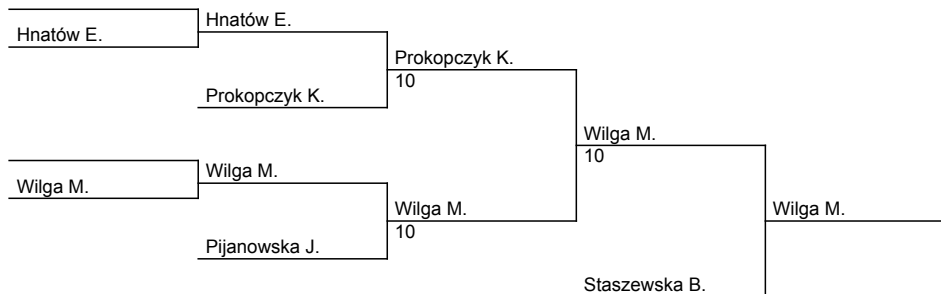 Hnatów E.
Hnatów E.
Prokopczyk K.
10
Prokopczyk K.
Wilga M.
10
Wilga M.
Wilga M.
Wilga M.
Wilga M.
10
Pijanowska J.
Staszewska B.